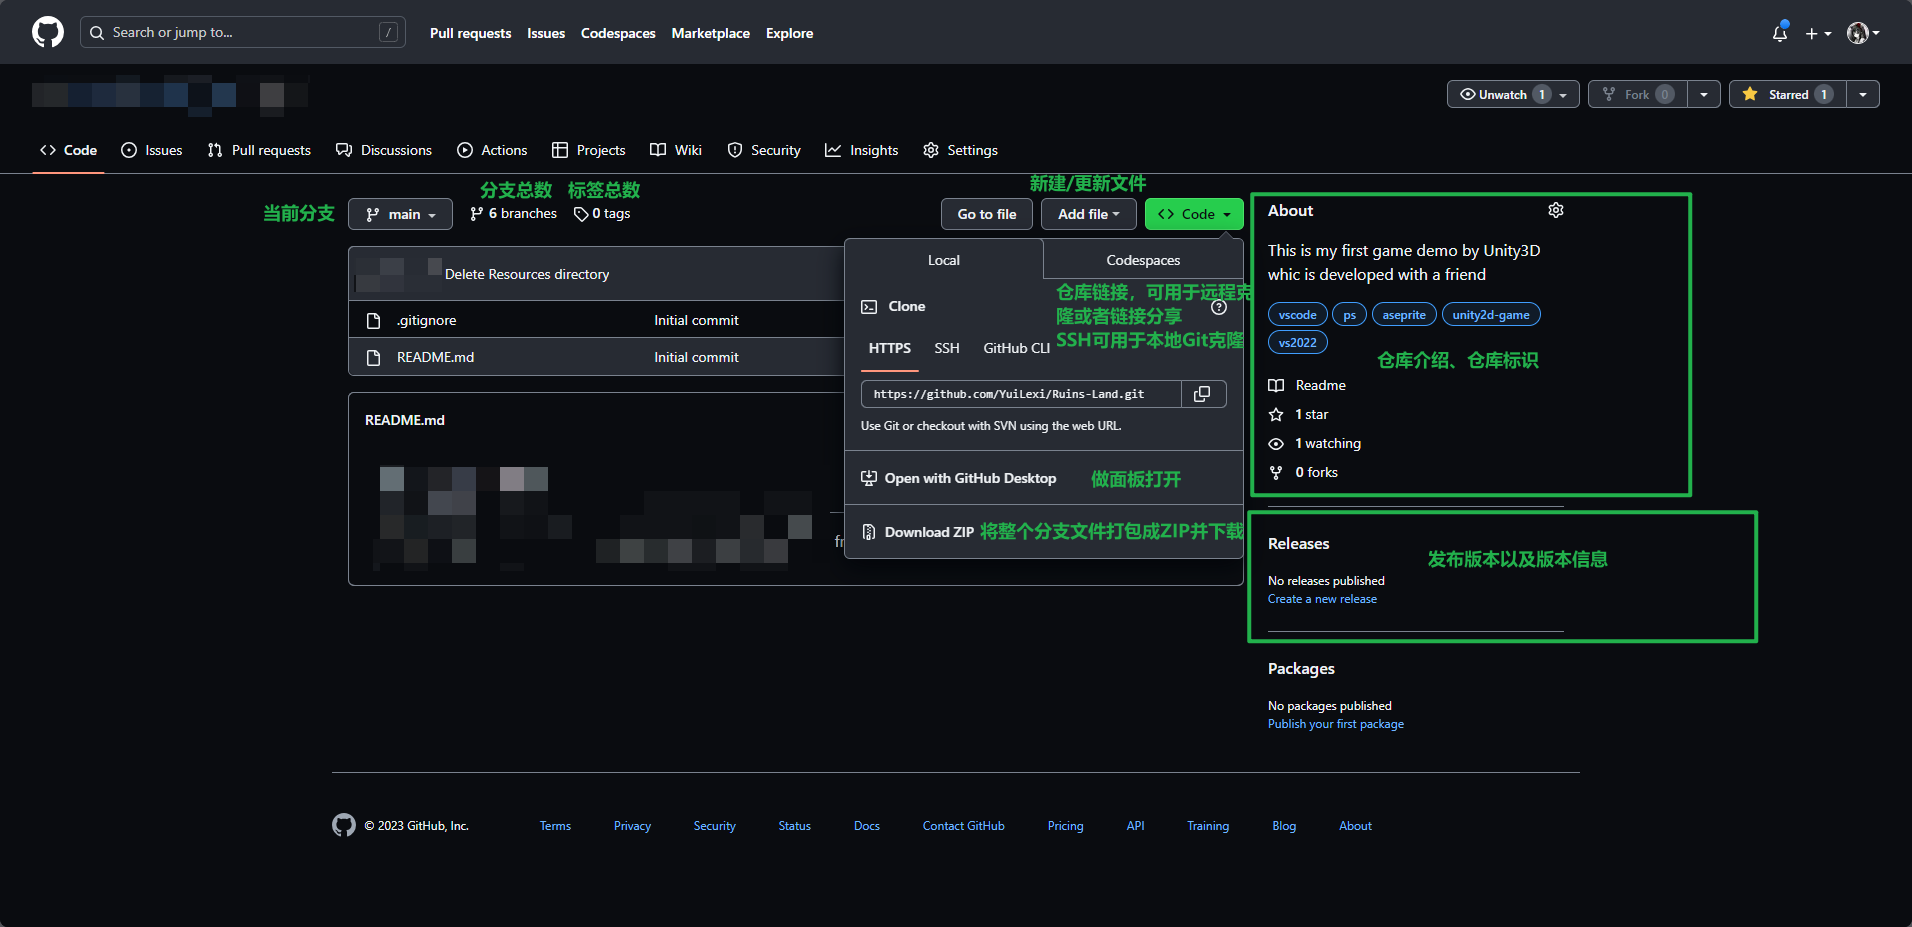 Search or jump to...
/
Pull requests
Issues
Codespaces
Marketplace
Explore
Unwatch 1
Fork 0
Starred 1
Code
Issues
Pull requests
Discussions
Actions
Projects
Wiki
Security
Insights
Settings
分支总数 标签总数
新建/更新文件
当前分支
main
6 branches
0 tags
Go to file
Add file
Code
Delete Resources directory
.gitignore
Initial commit
README.md
Initial commit
README.md
Local
Codespaces
Clone
仓库链接，可用于远程克
隆或者链接分享
SSH可用于本地Git克隆
HTTPS
SSH
GitHub CLI
https://github.com/YuiLexi/Ruins-Land.git
Use Git or checkout with SVN using the web URL.
Open with GitHub Desktop
做面板打开
Download ZIP
将整个分支文件打包成ZIP并下载
fr
About
This is my first game demo by Unity3D
whic is developed with a friend
vscode
ps
aseprite
unity2d-game
vs2022
仓库介绍、仓库标识
Readme
1 star
1 watching
0 forks
Releases
发布版本以及版本信息
No releases published
Create a new release
Packages
No packages published
Publish your first package
© 2023 GitHub, Inc.
Terms
Privacy
Security
Status
Docs
Contact GitHub
Pricing
API
Training
Blog
About